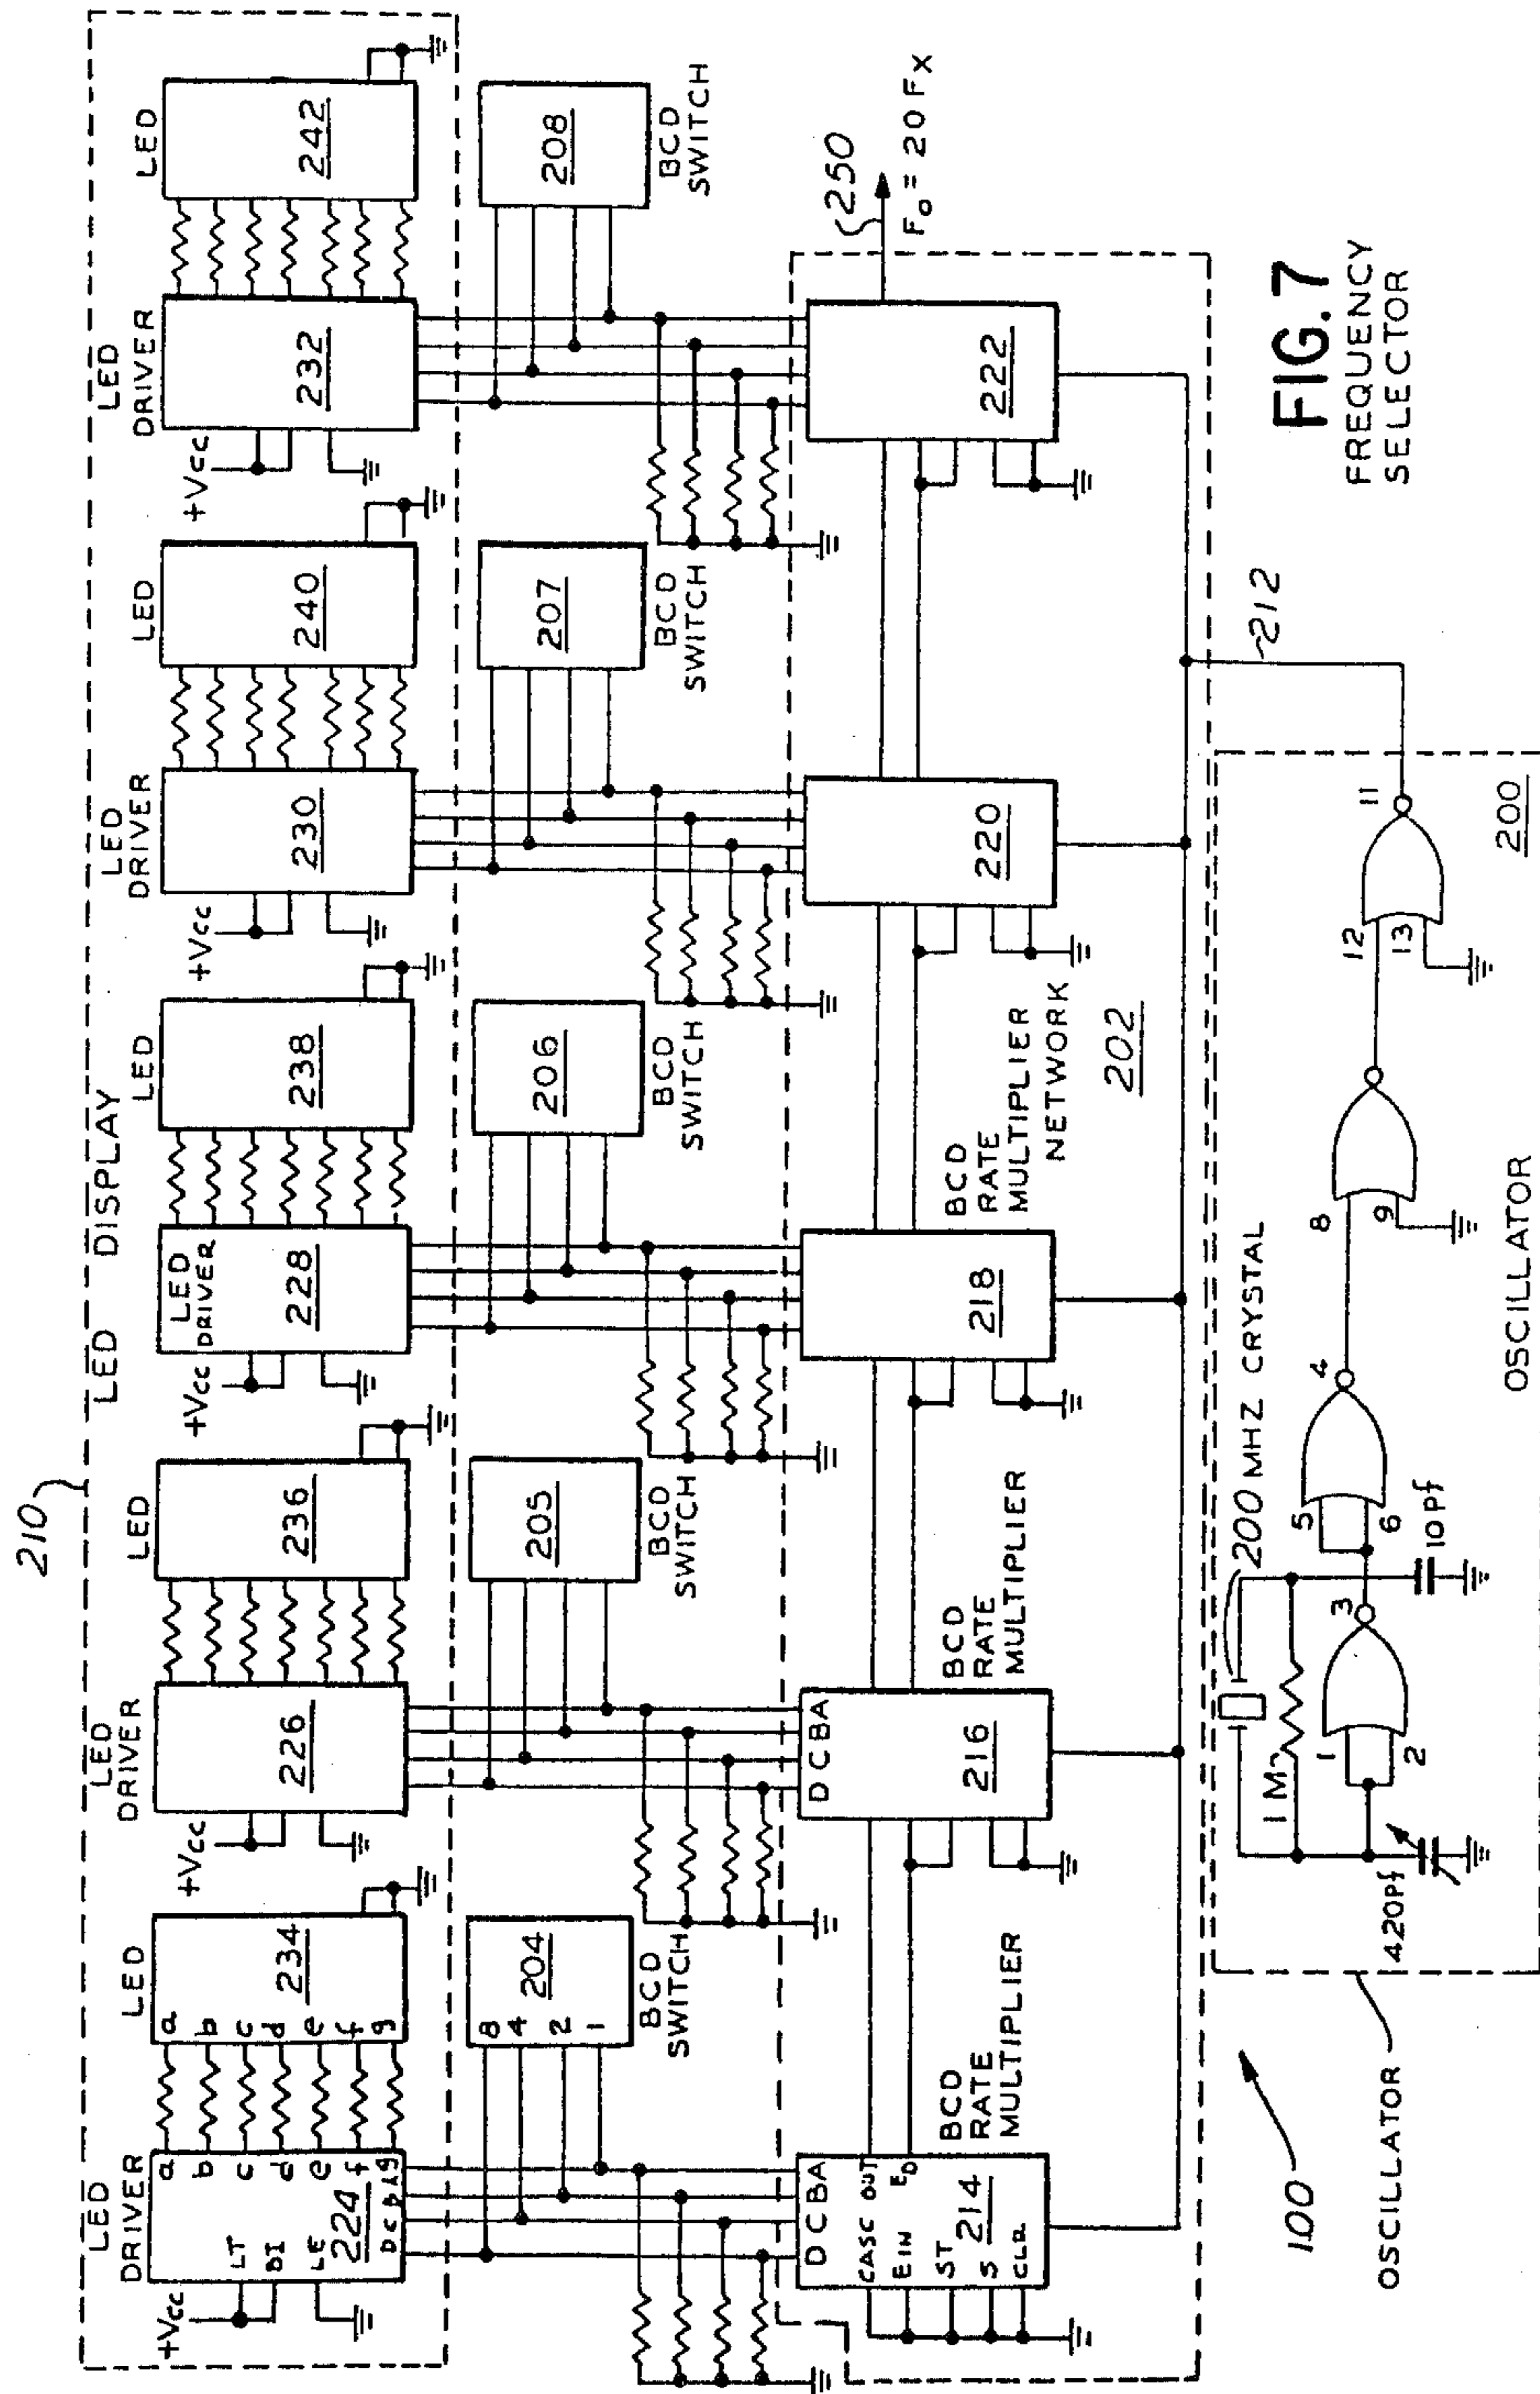 210
LED DISPLAY
LED
DRIVER
LED
LED
DRIVER
LED
LED
DRIVER
LED
LED
DRIVER
LED
LED
DRIVER
LED
+Vcc
LT
BI
LE
224
a
b
c
d
e
f
g
D C
a
b
c
d
e
f
g
234
+Vcc
226
236
+Vcc
228
238
+Vcc
230
240
+Vcc
232
242
8
4
2
1
204
BCD
SWITCH
205
BCD
SWITCH
206
BCD
SWITCH
207
BCD
SWITCH
208
BCD
SWITCH
D C B A
CASC OUT
EIN
ED
ST
S
CLR
214
BCD
RATE
MULTIPLIER
D C B A
216
BCD
RATE
MULTIPLIER
218
BCD
RATE
MULTIPLIER
NETWORK
202
220
222
250
Fo = 20 Fx
212
100
OSCILLATOR
420pf
1 M
200 MHZ CRYSTAL
1
2
3
10pf
5
6
4
8
9
12
13
11
200
OSCILLATOR
FIG.7
FREQUENCY
SELECTOR